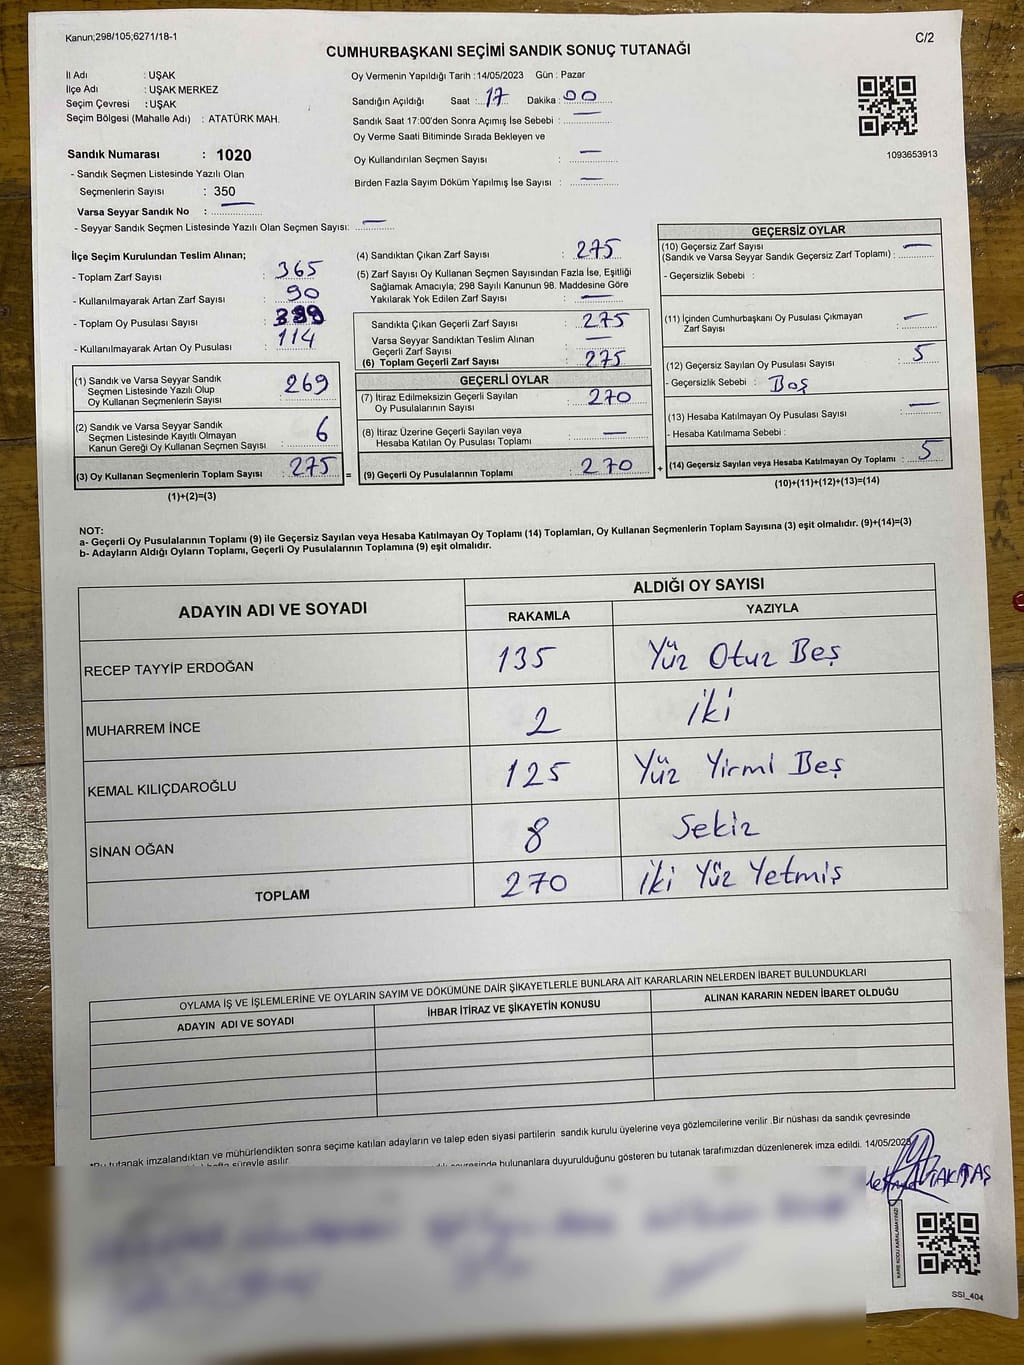 Kanun;298/105,6271/18-1
C/2
CUMHURBAŞKANI SEÇİMİ SANDIK SONUÇ TUTANAĞI
İl Adı : UŞAK
İlçe Adı : UŞAK MERKEZ
Seçim Çevresi : UŞAK
Seçim Bölgesi (Mahalle Adı) : ATATÜRK MAH.
Sandık Numarası : 1020
- Sandık Seçmen Listesinde Yazılı Olan
Seçmenlerin Sayısı : 350
Varsa Seyyar Sandık No : —
- Seyyar Sandık Seçmen Listesinde Yazılı Olan Seçmen Sayısı: —
Oy Vermenin Yapıldığı Tarih :14/05/2023 Gün : Pazar
Sandığın Açıldığı Saat : 17 Dakika : 00
Sandık Saat 17:00'den Sonra Açımış İse Sebebi : —
Oy Verme Saati Bitiminde Sırada Bekleyen ve
Oy Kullandırılan Seçmen Sayısı : —
Birden Fazla Sayım Döküm Yapılmış İse Sayısı : —
1093653913
İlçe Seçim Kurulundan Teslim Alınan;
- Toplam Zarf Sayısı : 365
- Kullanılmayarak Artan Zarf Sayısı : 90
- Toplam Oy Pusulası Sayısı :
- Kullanılmayarak Artan Oy Pusulası : 114
(1) Sandık ve Varsa Seyyar Sandık
Seçmen Listesinde Yazılı Olup
Oy Kullanan Seçmenlerin Sayısı : 269
(2) Sandık ve Varsa Seyyar Sandık
Seçmen Listesinde Kayıtlı Olmayan
Kanun Gereği Oy Kullanan Seçmen Sayısı : 6
(3) Oy Kullanan Seçmenlerin Toplam Sayısı : 275 =
(1)+(2)=(3)
(4) Sandıktan Çıkan Zarf Sayısı : 275
(5) Zarf Sayısı Oy Kullanan Seçmen Sayısından Fazla İse, Eşitliği
Sağlamak Amacıyla; 298 Sayılı Kanunun 98. Maddesine Göre
Yakılarak Yok Edilen Zarf Sayısı : —
Sandıkta Çıkan Geçerli Zarf Sayısı : 275
Varsa Seyyar Sandıktan Teslim Alınan
Geçerli Zarf Sayısı : —
(6) Toplam Geçerli Zarf Sayısı : 275
GEÇERLİ OYLAR
(7) İtiraz Edilmeksizin Geçerli Sayılan
Oy Pusulalarının Sayısı : 270
(8) İtiraz Üzerine Geçerli Sayılan veya
Hesaba Katılan Oy Pusulası Toplamı : —
(9) Geçerli Oy Pusulalarının Toplamı : 270 +
GEÇERSİZ OYLAR
(10) Geçersiz Zarf Sayısı
(Sandık ve Varsa Seyyar Sandık Geçersiz Zarf Toplamı) : —
- Geçersizlik Sebebi :
(11) İçinden Cumhurbaşkanı Oy Pusulası Çıkmayan
Zarf Sayısı : —
(12) Geçersiz Sayılan Oy Pusulası Sayısı : 5
- Geçersizlik Sebebi : Boş
(13) Hesaba Katılmayan Oy Pusulası Sayısı : —
- Hesaba Katılmama Sebebi :
(14) Geçersiz Sayılan veya Hesaba Katılmayan Oy Toplamı : 5
(10)+(11)+(12)+(13)=(14)
NOT:
a- Geçerli Oy Pusulalarının Toplamı (9) ile Geçersiz Sayılan veya Hesaba Katılmayan Oy Toplamı (14) Toplamları, Oy Kullanan Seçmenlerin Toplam Sayısına (3) eşit olmalıdır. (9)+(14)=(3)
b- Adayların Aldığı Oyların Toplamı, Geçerli Oy Pusulalarının Toplamına (9) eşit olmalıdır.
ADAYIN ADI VE SOYADI
ALDIĞI OY SAYISI
RAKAMLA YAZIYLA
RECEP TAYYİP ERDOĞAN 135 Yüz Otuz Beş
MUHARREM İNCE 2 iki
KEMAL KILIÇDAROĞLU 125 Yüz Yirmi Beş
SİNAN OĞAN 8 Sekiz
TOPLAM 270 iki Yüz Yetmiş
OYLAMA İŞ VE İŞLEMLERİNE VE OYLARIN SAYIM VE DÖKÜMÜNE DAİR ŞİKAYETLERLE BUNLARA AİT KARARLARIN NELERDEN İBARET BULUNDUKLARI
ADAYIN ADI VE SOYADI İHBAR İTİRAZ VE ŞİKAYETİN KONUSU ALINAN KARARIN NEDEN İBARET OLDUĞU
*Bu tutanak imzalandıktan ve mühürlendikten sonra seçime katılan adayların ve talep eden siyasi partilerin sandık kurulu üyelerine veya gözlemcilerine verilir .Bir nüshası da sandık çevresinde
hafta süreyle asılır
çevresinde bulunanlara duyurulduğunu gösteren bu tutanak tarafımızdan düzenlenerek imza edildi. 14/05/2023
KARE KODU KARALAMAYINIZ!
SSI_404